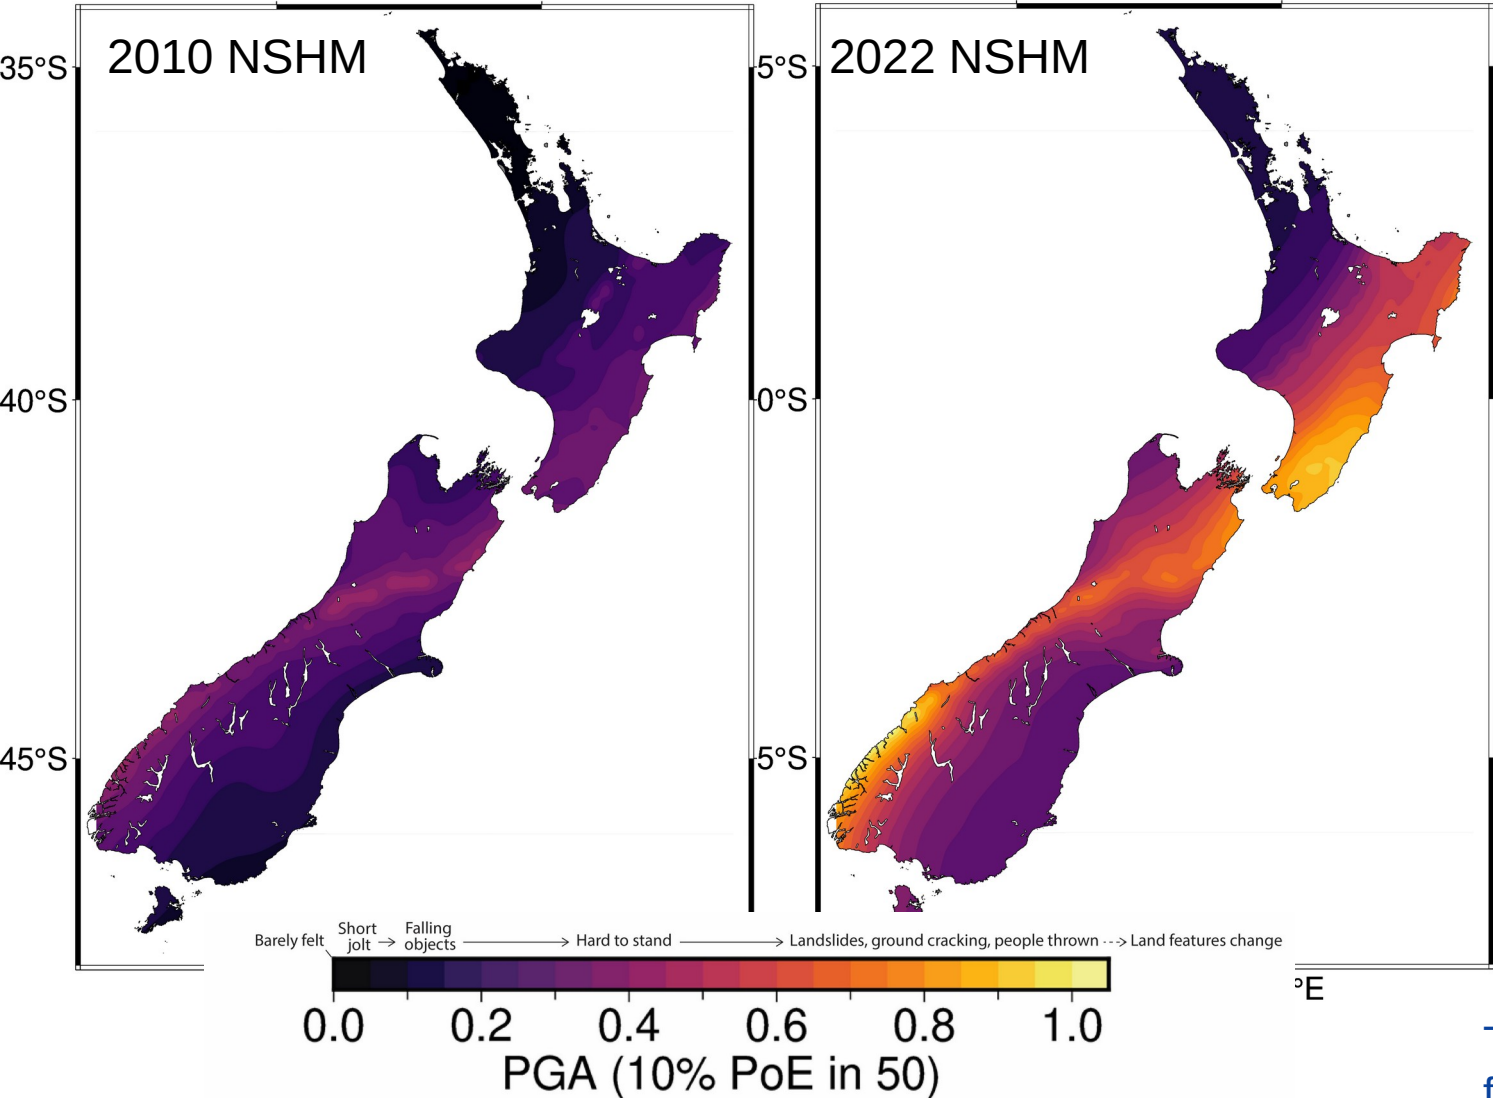 2010 NSHM
2022 NSHM
35°S
5°S
40°S
0°S
45°S
5°S
Barely felt
Short jolt
Falling objects
Hard to stand
Landslides, ground cracking, people thrown
Land features change
0.0 0.2 0.4 0.6 0.8 1.0
°E
PGA (10% PoE in 50)
f